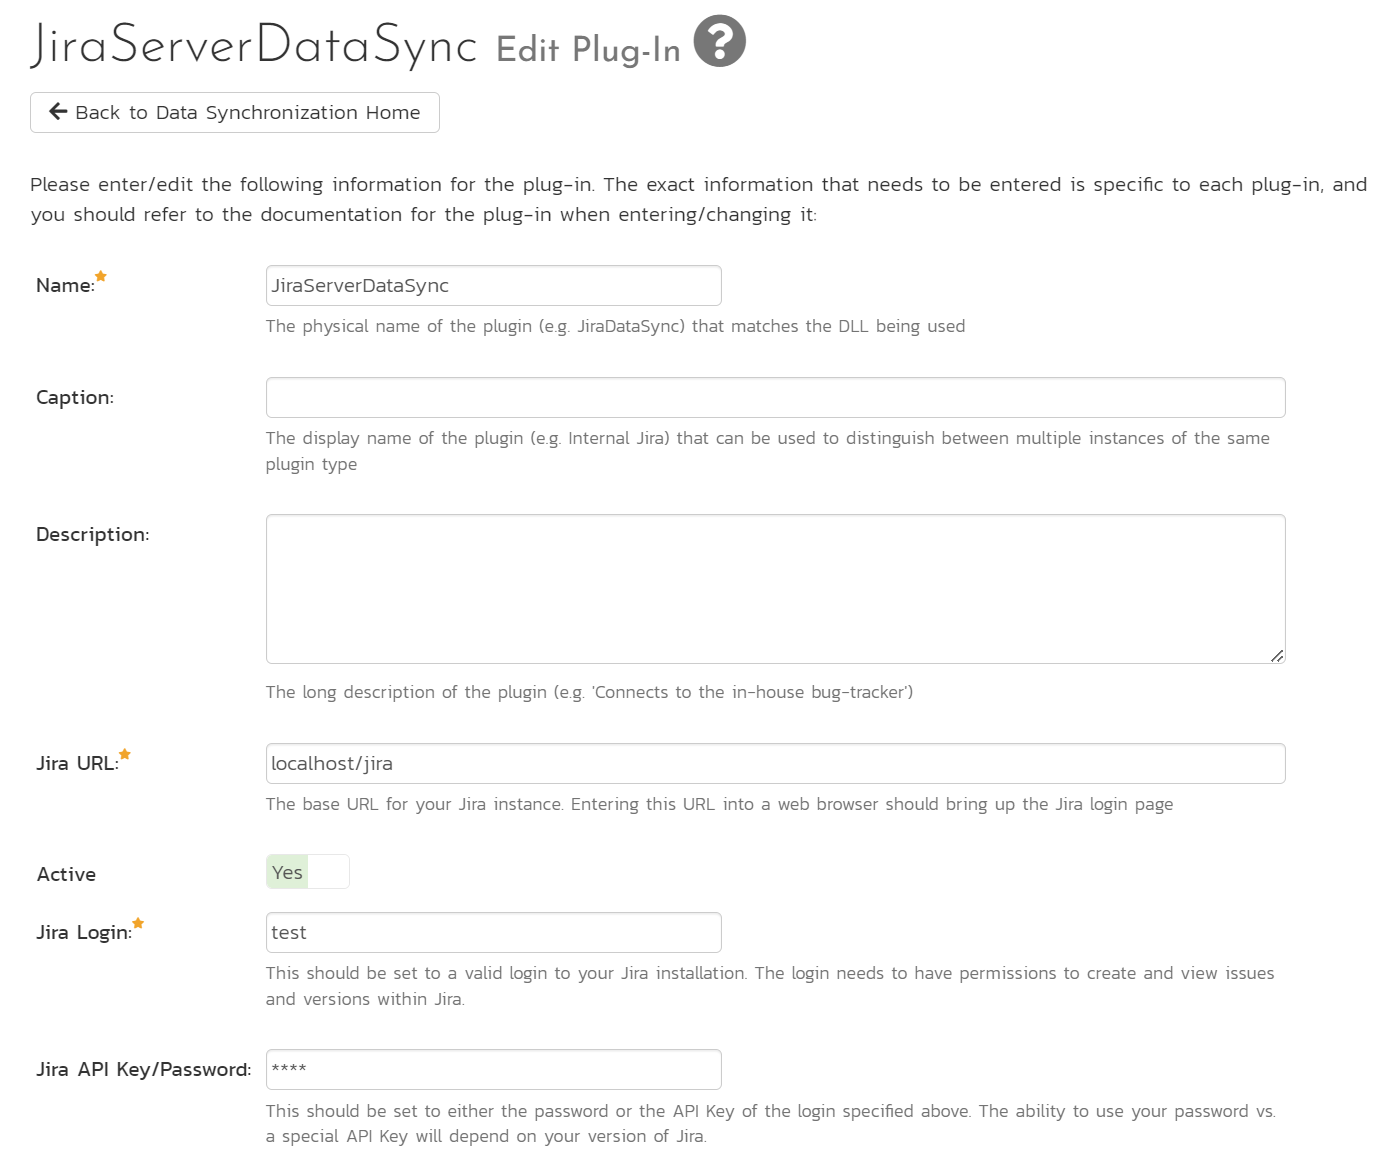 JiraServerDataSync Edit Plug-In ?
Back to Data Synchronization Home
Please enter/edit the following information for the plug-in. The exact information that needs to be entered is specific to each plug-in, and
you should refer to the documentation for the plug-in when entering/changing it:
Name:
JiraServerDataSync
The physical name of the plugin (e.g. JiraDataSync) that matches the DLL being used
Caption:
The display name of the plugin (e.g. Internal Jira) that can be used to distinguish between multiple instances of the same
plugin type
Description:
The long description of the plugin (e.g. 'Connects to the in-house bug-tracker')
Jira URL:
localhost/jira
The base URL for your Jira instance. Entering this URL into a web browser should bring up the Jira login page
Active
Yes
Jira Login:
test
This should be set to a valid login to your Jira installation. The login needs to have permissions to create and view issues
and versions within Jira.
Jira API Key/Password:
****
This should be set to either the password or the API Key of the login specified above. The ability to use your password vs.
a special API Key will depend on your version of Jira.